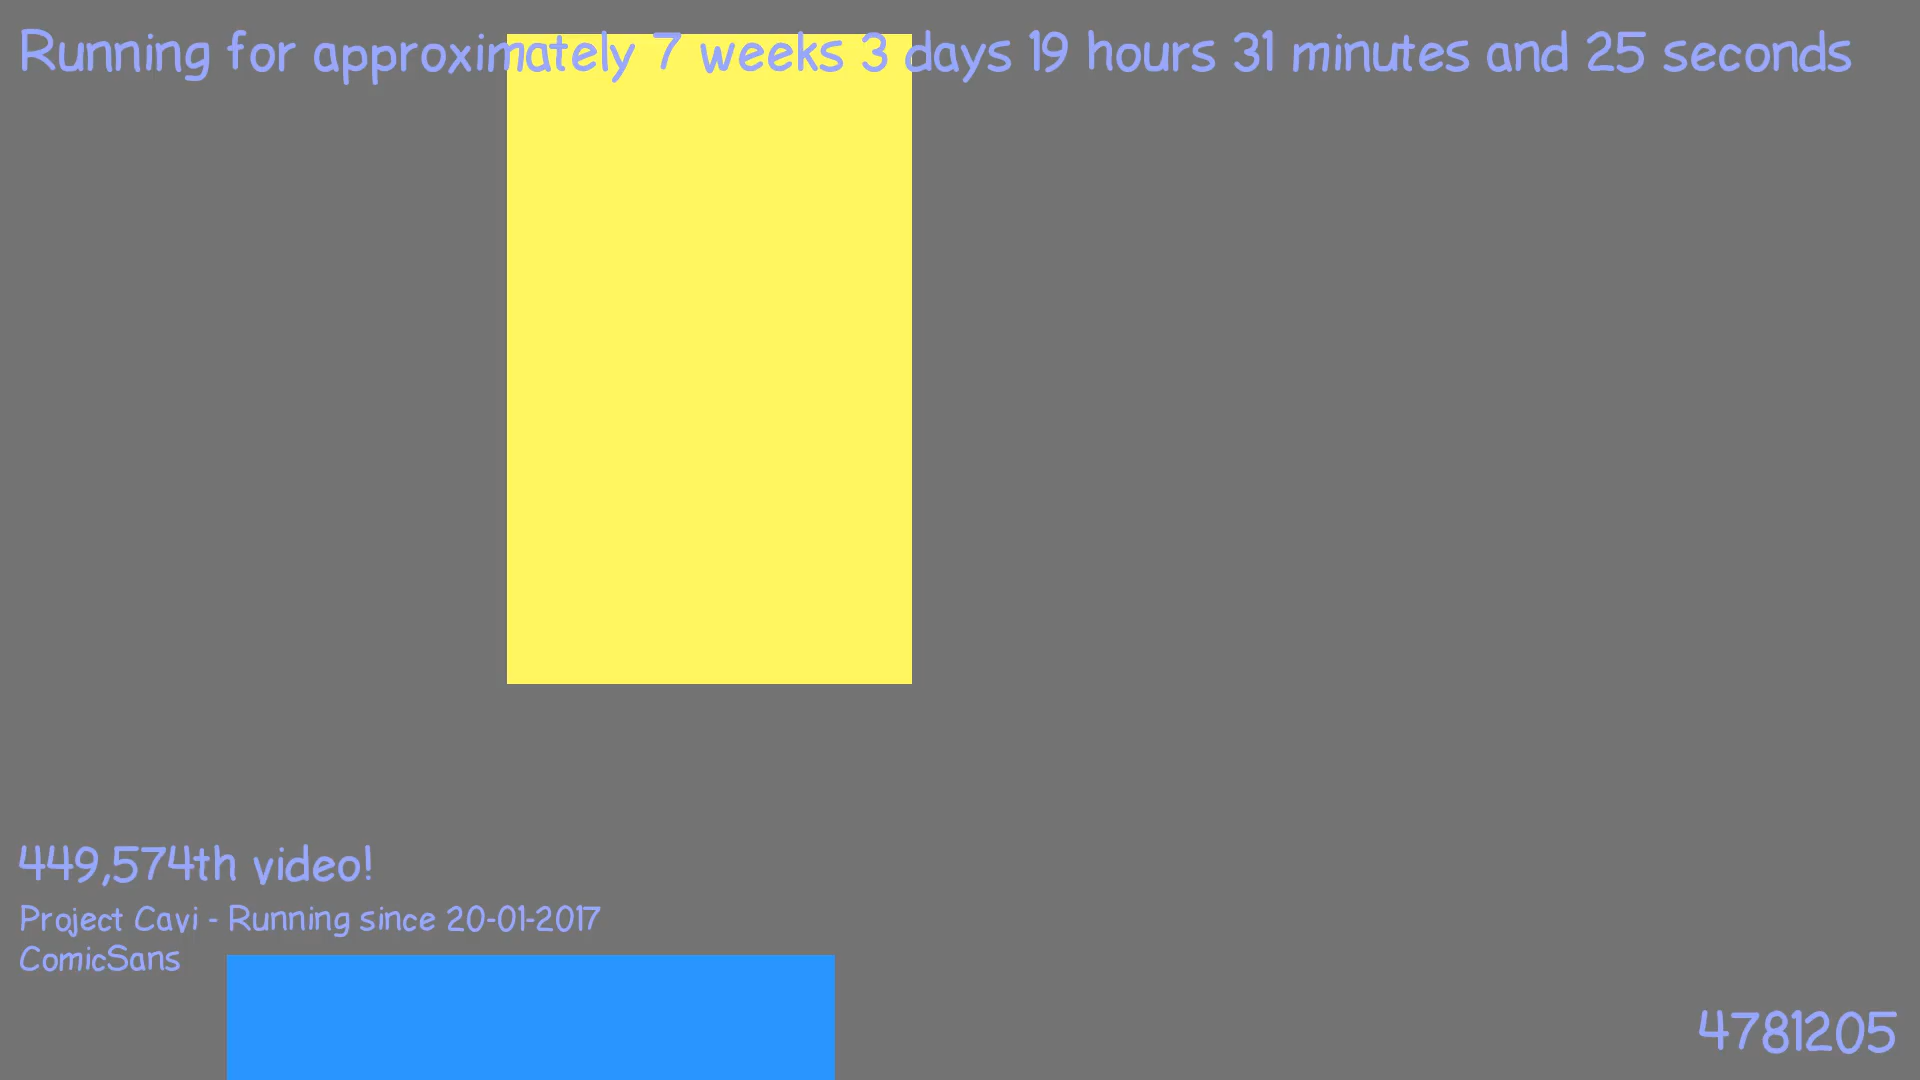 Running for approximately 7 weeks 3 days 19 hours 31 minutes and 25 seconds
449,574th video!
Project Cavi - Running since 20-01-2017
ComicSans
4781205